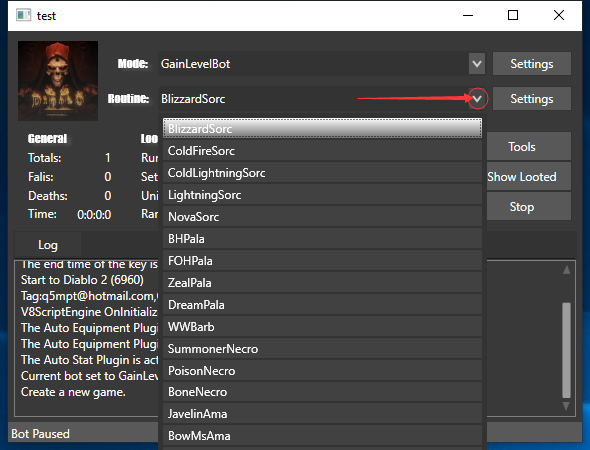 test
DIABLO
Mode: GainLevelBot Settings
Routine: BlizzardSorc Settings
General Loo
Totals: 1 Run
Falis: 0 Set
Deaths: 0 Uni
Time: 0:0:0:0 Rar
BlizzardSorc
ColdFireSorc
ColdLightningSorc
LightningSorc
NovaSorc
BHPala
FOHPala
ZealPala
DreamPala
WWBarb
SummonerNecro
PoisonNecro
BoneNecro
JavelinAma
BowMsAma
Tools
Show Looted
Stop
Log
The end time of the key is
Start to Diablo 2 (6960)
Tag:q5mpt@hotmail.com,
V8ScriptEngine OnInitializ
The Auto Equipment Plugi
The Auto Equipment Plugi
The Auto Stat Plugin is act
Current bot set to GainLev
Create a new game.
Bot Paused